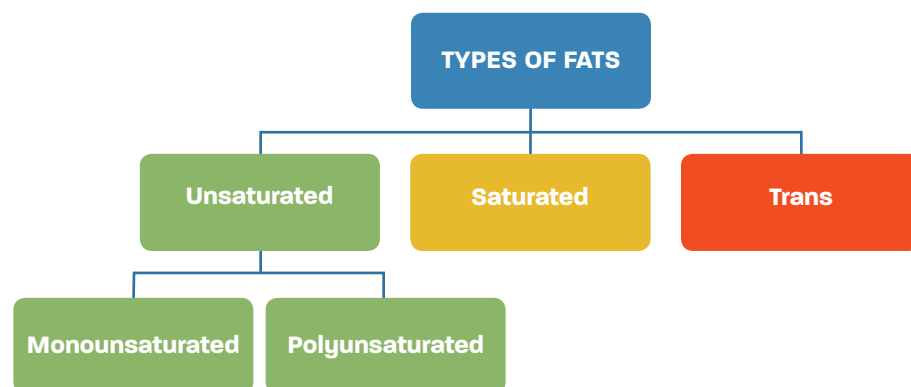 TYPES OF FATS
Unsaturated
Saturated
Trans
Monounsaturated
Polyunsaturated